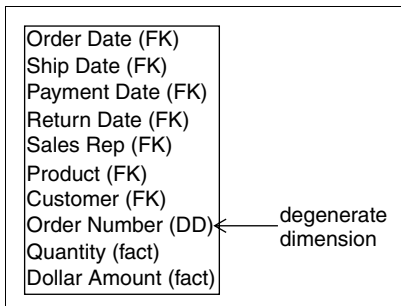 Order Date (FK)
Ship Date (FK)
Payment Date (FK)
Return Date (FK)
Sales Rep (FK)
Product (FK)
Customer (FK)
Order Number (DD)
Quantity (fact)
Dollar Amount (fact)
degenerate
dimension